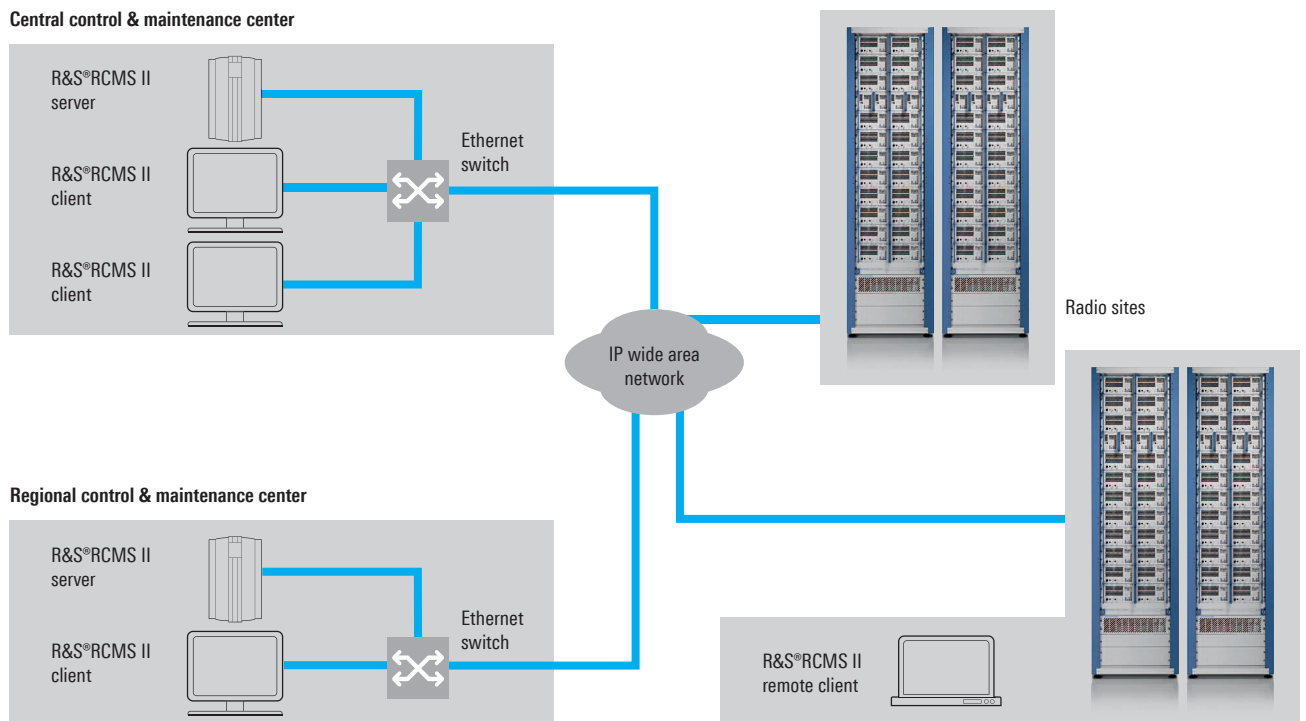 Central control & maintenance center
R&S®RCMS II
server
Ethernet
switch
R&S®RCMS II
client
R&S®RCMS II
client
Radio sites
IP wide area
network
Regional control & maintenance center
R&S®RCMS II
server
Ethernet
switch
R&S®RCMS II
client
R&S®RCMS II
remote client